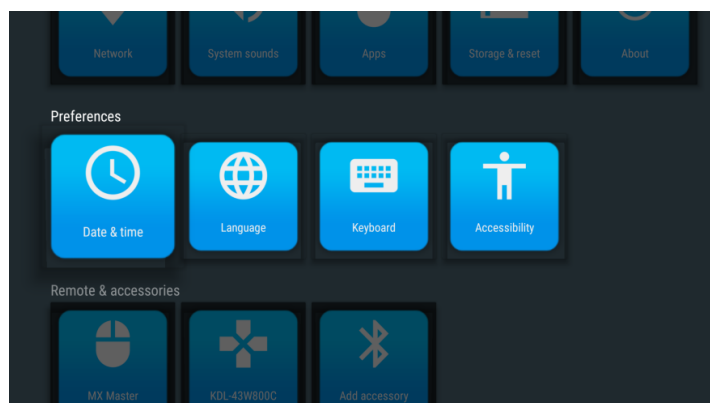 Network
System sounds
Apps
Storage & reset
About
Preferences
Date & time
Language
Keyboard
Accessibility
Remote & accessories
MX Master
KDL-43W800C
Add accessory